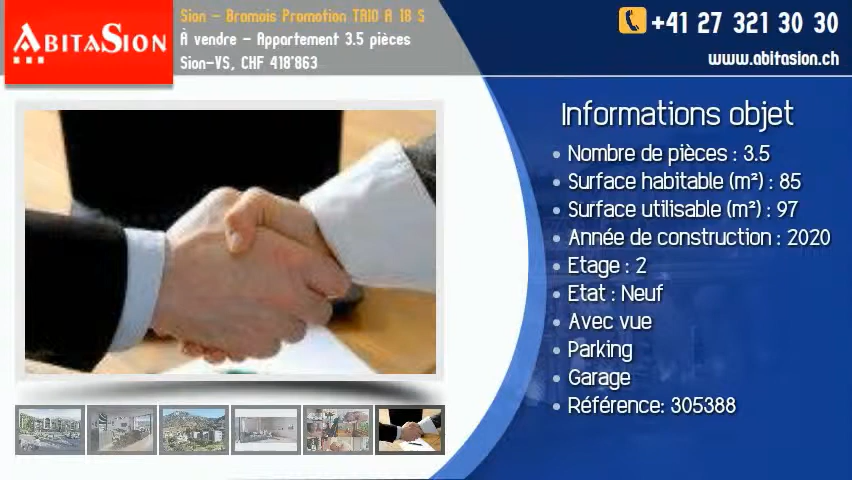 ABITASION
Sion - Bramois Promotion TRIO A 18 S
À vendre - Appartement 3.5 pièces
Sion-VS, CHF 418'863
+41 27 321 30 30
www.abitasion.ch
Informations objet
Nombre de pièces : 3.5
Surface habitable (m²) : 85
Surface utilisable (m²) : 97
Année de construction : 2020
Etage : 2
Etat : Neuf
Avec vue
Parking
Garage
Référence: 305388